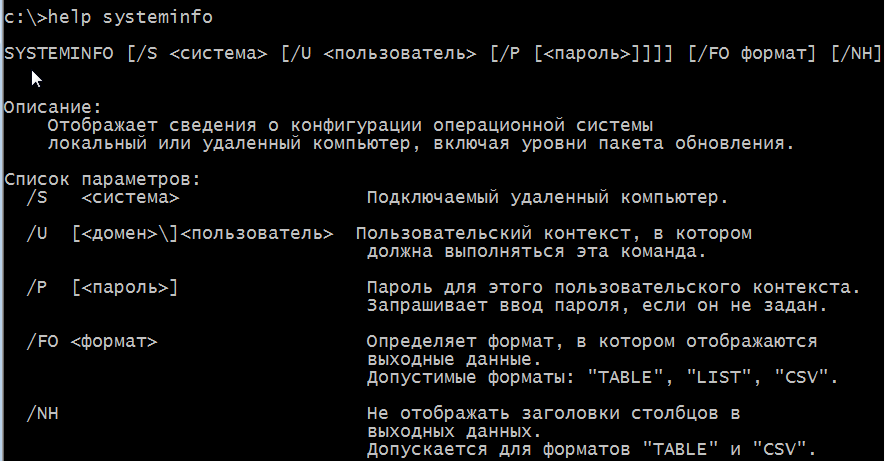 c:\>help systeminfo
SYSTEMINFO [/S <система> [/U <пользователь> [/P [<пароль>]]]] [/FO формат] [/NH]
Описание:
Отображает сведения о конфигурации операционной системы
локальный или удаленный компьютер, включая уровни пакета обновления.
Список параметров:
/S <система> Подключаемый удаленный компьютер.
/U [<домен>\]<пользователь> Пользовательский контекст, в котором
должна выполняться эта команда.
/P [<пароль>] Пароль для этого пользовательского контекста.
Запрашивает ввод пароля, если он не задан.
/FO <формат> Определяет формат, в котором отображаются
выходные данные.
Допустимые форматы: "TABLE", "LIST", "CSV".
/NH Не отображать заголовки столбцов в
выходных данных.
Допускается для форматов "TABLE" и "CSV".